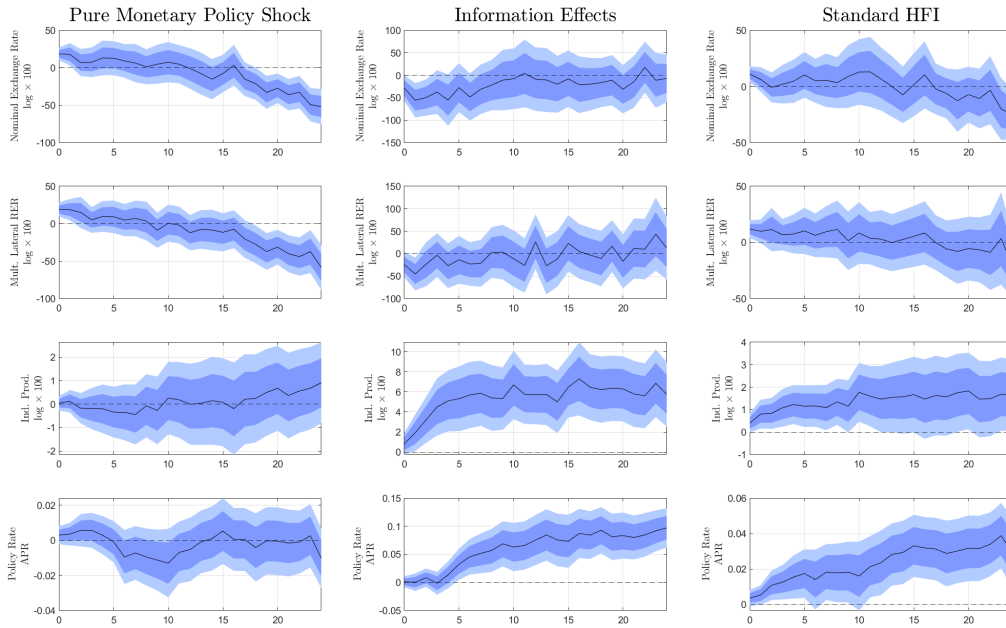 Pure Monetary Policy Shock Information Effects Standard HFI
Nominal Exchange Rate
log × 100
50
0
-50
-100
0 5 10 15 20
Nominal Exchange Rate
log × 100
100
50
0
-50
-100
-150
0 5 10 15 20
Nominal Exchange Rate
log × 100
50
0
-50
0 5 10 15 20
Mult. Lateral RER
log × 100
50
0
-50
-100
0 5 10 15 20
Mult. Lateral RER
log × 100
150
100
50
0
-50
-100
0 5 10 15 20
Mult. Lateral RER
log × 100
50
0
-50
0 5 10 15 20
Ind. Prod.
log × 100
2
1
0
-1
-2
0 5 10 15 20
Ind. Prod.
log × 100
10
8
6
4
2
0
0 5 10 15 20
Ind. Prod.
log × 100
4
3
2
1
0
-1
0 5 10 15 20
Policy Rate
APR
0.02
0
-0.02
-0.04
0 5 10 15 20
Policy Rate
APR
0.15
0.1
0.05
0
-0.05
0 5 10 15 20
Policy Rate
APR
0.06
0.04
0.02
0
0 5 10 15 20